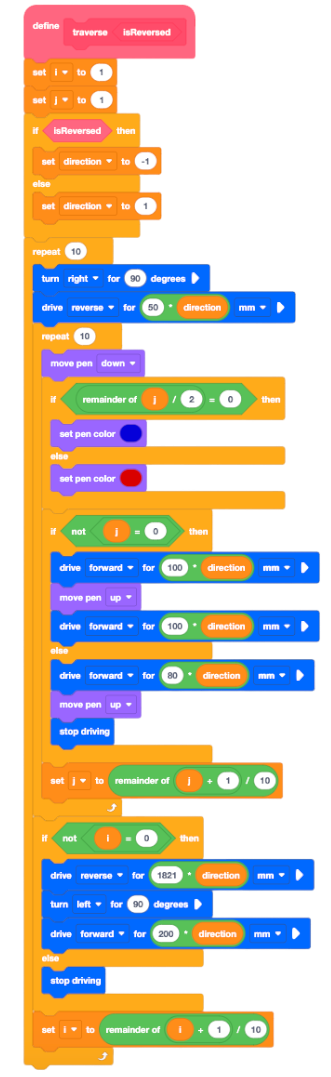 define traverse isReversed
set i to 1
set j to 1
if isReversed then
set direction to -1
else
set direction to 1
repeat 10
turn right for 90 degrees
drive reverse for 50 * direction mm
repeat 10
move pen down
if remainder of j / 2 = 0 then
set pen color
else
set pen color
if not j = 0 then
drive forward for 100 * direction mm
move pen up
drive forward for 100 * direction mm
else
drive forward for 80 * direction mm
move pen up
stop driving
set j to remainder of j + 1 / 10
if not i = 0 then
drive reverse for 1821 * direction mm
turn left for 90 degrees
drive forward for 200 * direction mm
else
stop driving
set i to remainder of i + 1 / 10